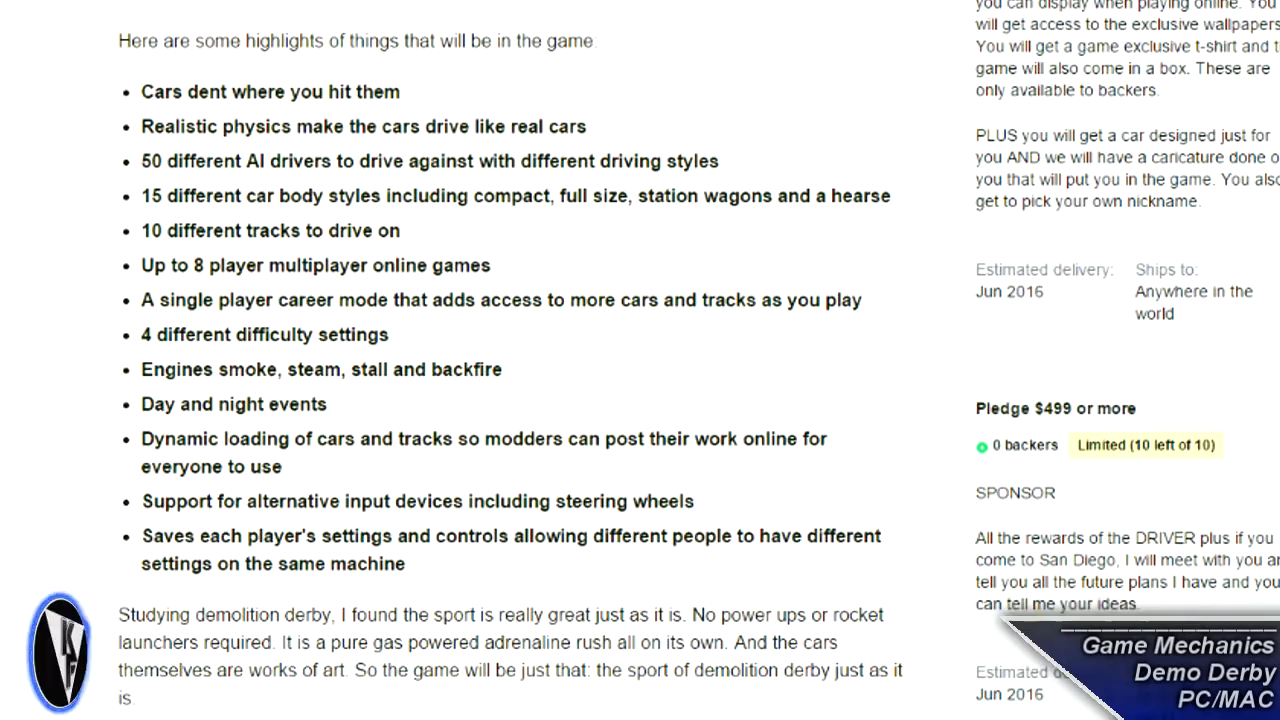 Here are some highlights of things that will be in the game.
Cars dent where you hit them
Realistic physics make the cars drive like real cars
50 different AI drivers to drive against with different driving styles
15 different car body styles including compact, full size, station wagons and a hearse
10 different tracks to drive on
Up to 8 player multiplayer online games
A single player career mode that adds access to more cars and tracks as you play
4 different difficulty settings
Engines smoke, steam, stall and backfire
Day and night events
Dynamic loading of cars and tracks so modders can post their work online for
everyone to use
Support for alternative input devices including steering wheels
Saves each player's settings and controls allowing different people to have different
settings on the same machine
Studying demolition derby, I found the sport is really great just as it is. No power ups or rocket
launchers required. It is a pure gas powered adrenaline rush all on its own. And the cars
themselves are works of art. So the game will be just that: the sport of demolition derby just as it
is.
you can display when playing online. You
will get access to the exclusive wallpapers
You will get a game exclusive t-shirt and
game will also come in a box. These are
only available to backers.
PLUS you will get a car designed just for
you AND we will have a caricature done
you that will put you in the game. You
get to pick your own nickname.
Estimated delivery:
Jun 2016
Ships to:
Anywhere in the
world
Pledge $499 or more
0 backers Limited (10 left of 10)
SPONSOR
All the rewards of the DRIVER plus if you
come to San Diego, I will meet with you
tell you all the future plans I have and you
can tell me your ideas.
Estimated
Jun 2016
KF
Game Mechanics
Demo Derby
PC/MAC